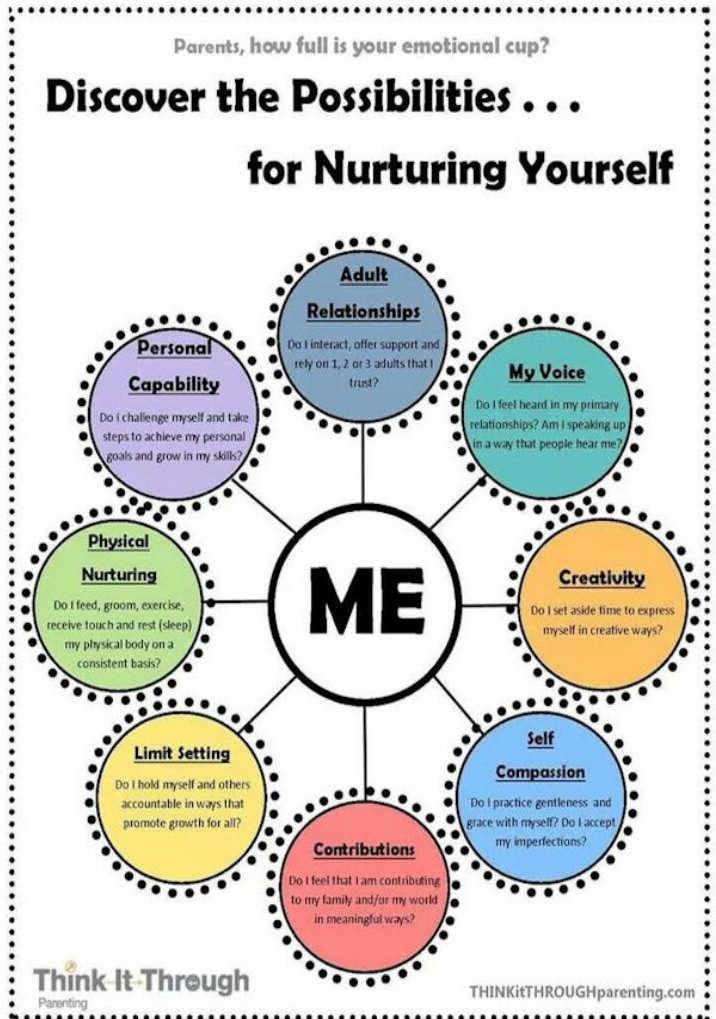 Parents, how full is your emotional cup?
Discover the Possibilities . . .
for Nurturing Yourself
Adult
Relationships
Do I interact, offer support and
rely on 1, 2 or 3 adults that I
trust?
My Voice
Do I feel heard in my primary
relationships? Am I speaking up
in a way that people hear me?
Creativity
Do I set aside time to express
myself in creative ways?
Self
Compassion
Do I practice gentleness and
grace with myself? Do I accept
my imperfections?
Contributions
Do I feel that I am contributing
to my family and/or my world
in meaningful ways?
Limit Setting
Do I hold myself and others
accountable in ways that
promote growth for all?
Physical
Nurturing
Do I feed, groom, exercise,
receive touch and rest (sleep)
my physical body on a
consistent basis?
Personal
Capability
Do I challenge myself and take
steps to achieve my personal
goals and grow in my skills?
ME
Think It Through
Parenting
THINKitTHROUGHparenting.com